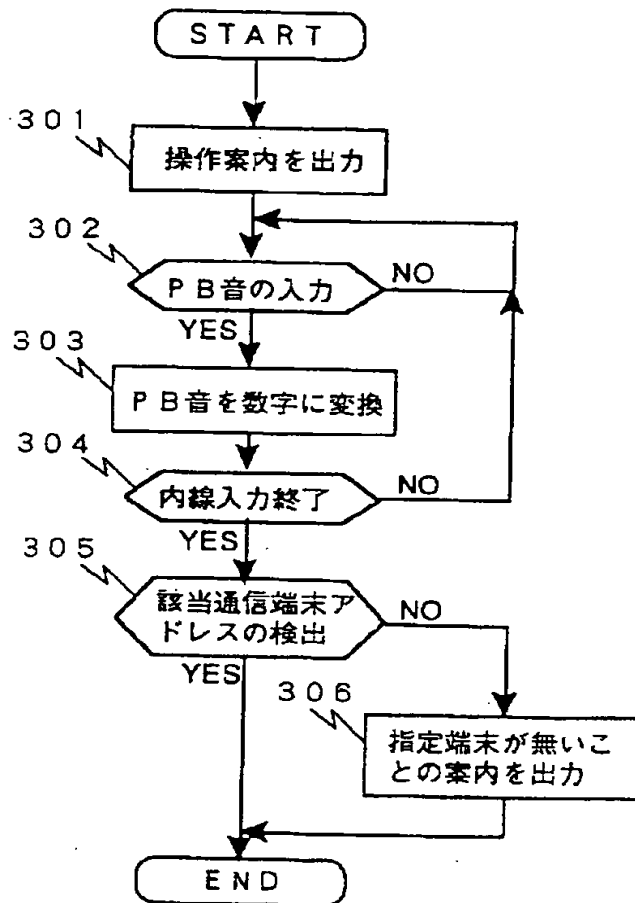 START
301
操作案内を出力
302
PB音の入力
NO
YES
303
PB音を数字に変換
304
内線入力終了
NO
YES
305
該当通信端末ア
ドレスの検出
NO
YES
306
指定端末が無いこ
との案内を出力
END